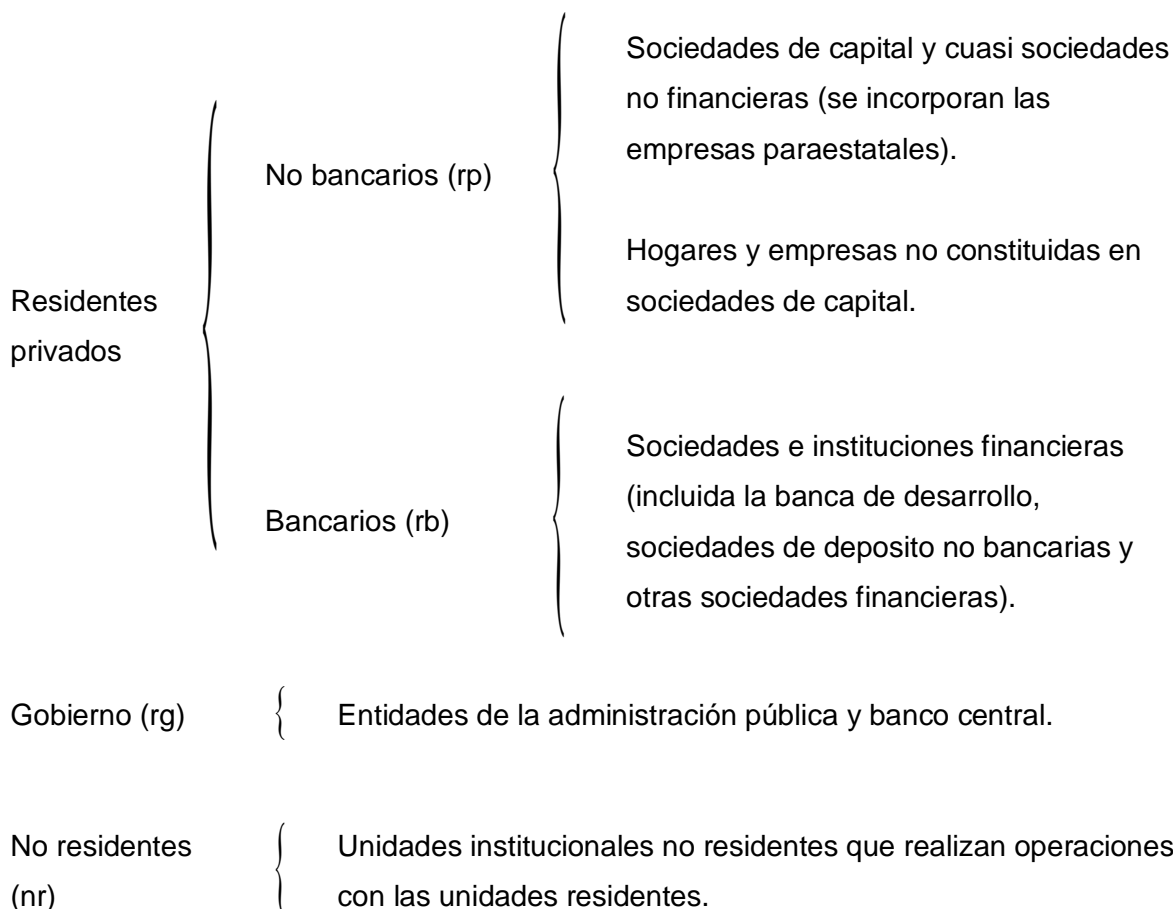 Sociedades de capital y cuasi sociedades
no financieras (se incorporan las
empresas paraestatales).
No bancarios (rp)
Hogares y empresas no constituidas en
sociedades de capital.
Residentes
privados
Sociedades e instituciones financieras
(incluida la banca de desarrollo,
sociedades de deposito no bancarias y
otras sociedades financieras).
Bancarios (rb)
Gobierno (rg)
Entidades de la administración pública y banco central.
No residentes
(nr)
Unidades institucionales no residentes que realizan operaciones
con las unidades residentes.